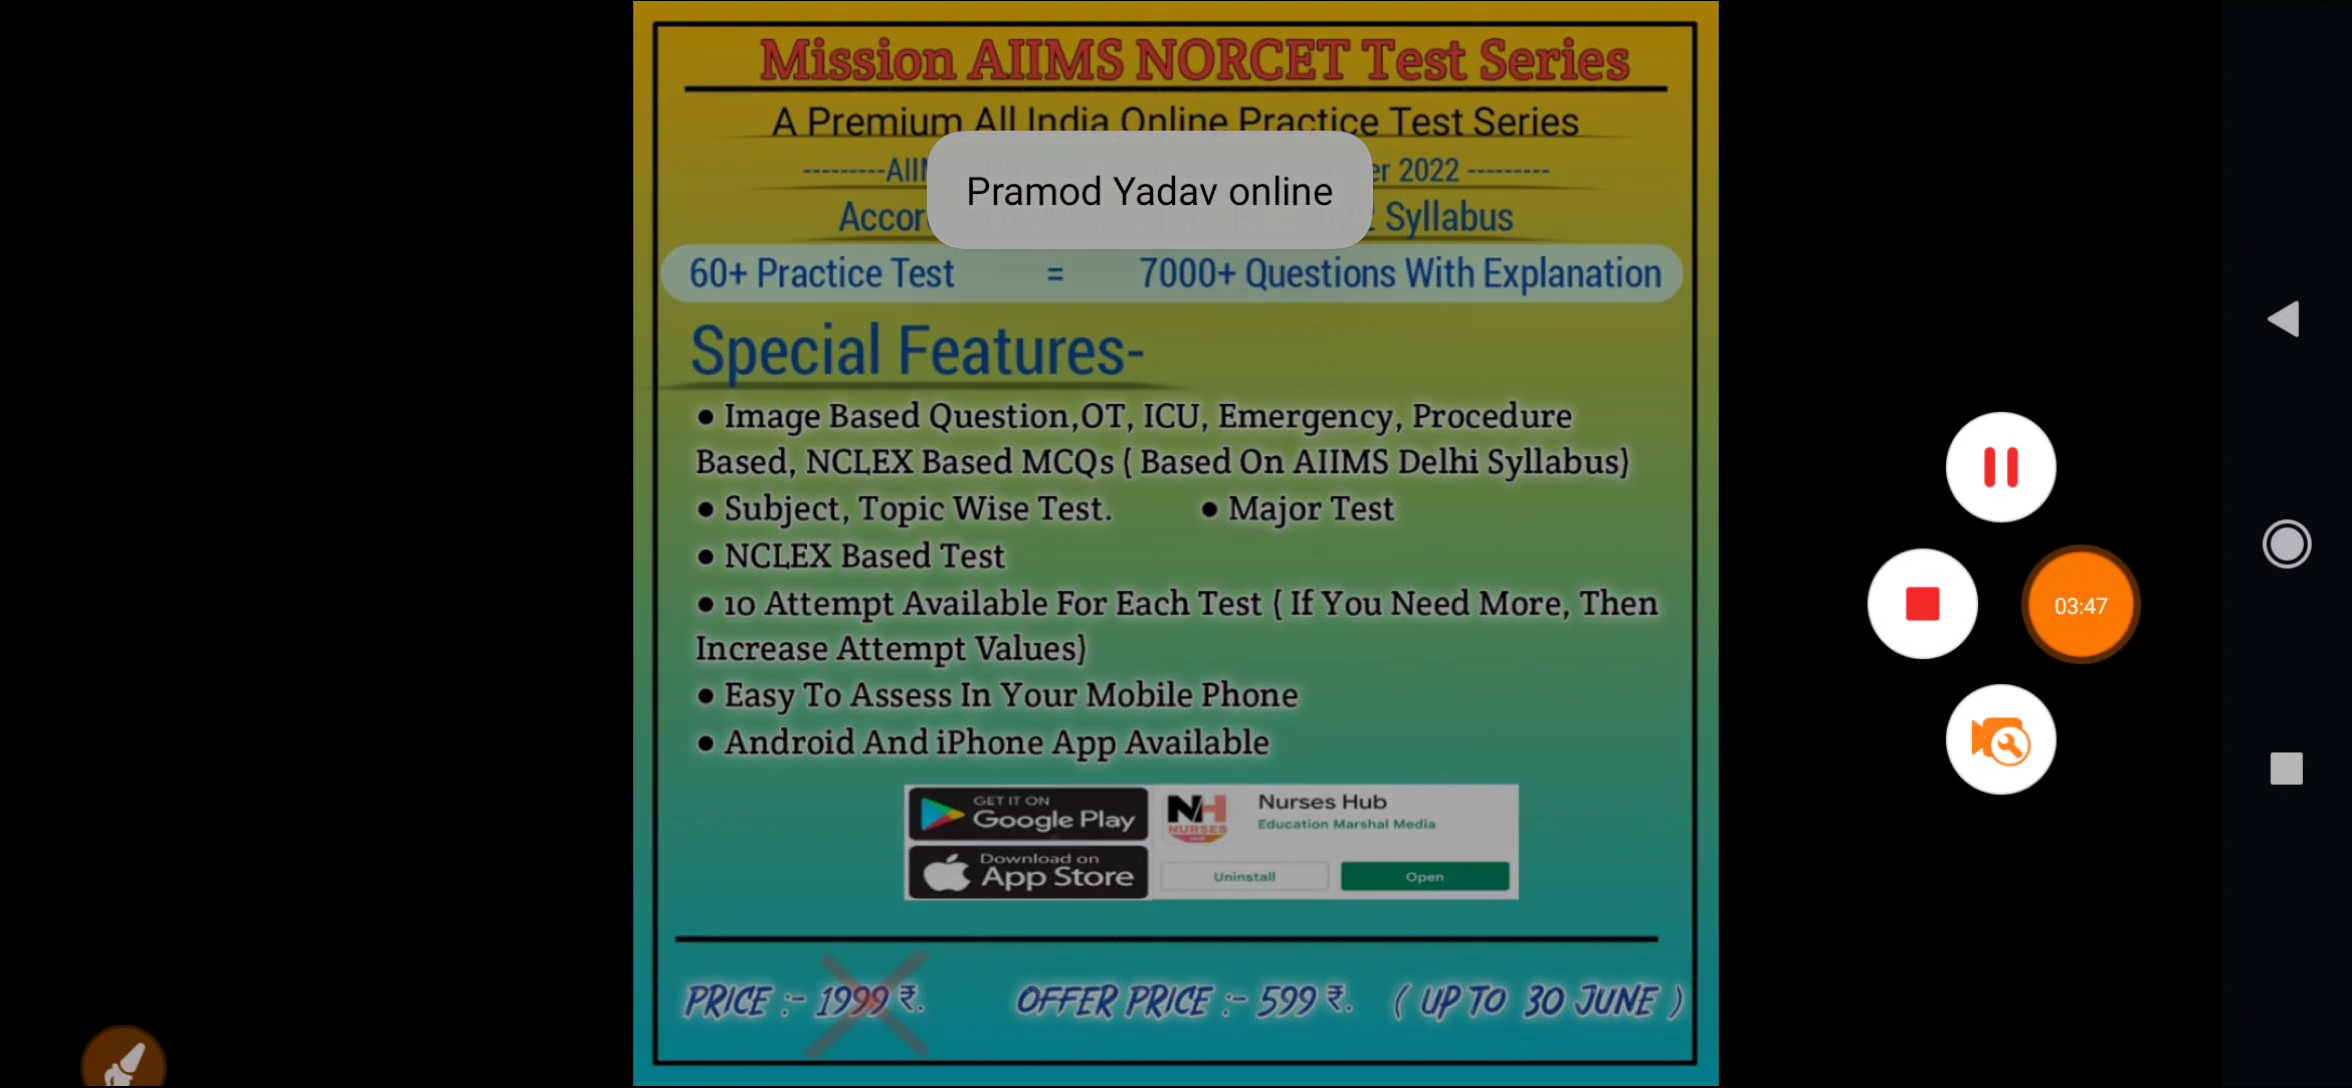 Mission AIIMS NORCET Test Series
A Premium All India Online Practice Test Series
---------AII er 2022 ---------
Pramod Yadav online
Accor Syllabus
60+ Practice Test = 7000+ Questions With Explanation
Special Features-
● Image Based Question,OT, ICU, Emergency, Procedure
Based, NCLEX Based MCQs ( Based On AIIMS Delhi Syllabus)
● Subject, Topic Wise Test. ● Major Test
● NCLEX Based Test
● 10 Attempt Available For Each Test ( If You Need More, Then
Increase Attempt Values)
● Easy To Assess In Your Mobile Phone
● Android And iPhone App Available
GET IT ON
Google Play
Download on
App Store
NH
NURSES
Nurses Hub
Education Marshal Media
Uninstall Open
PRICE :- 1999 ₹. OFFER PRICE :- 599 ₹. ( UP TO 30 JUNE )
03:47